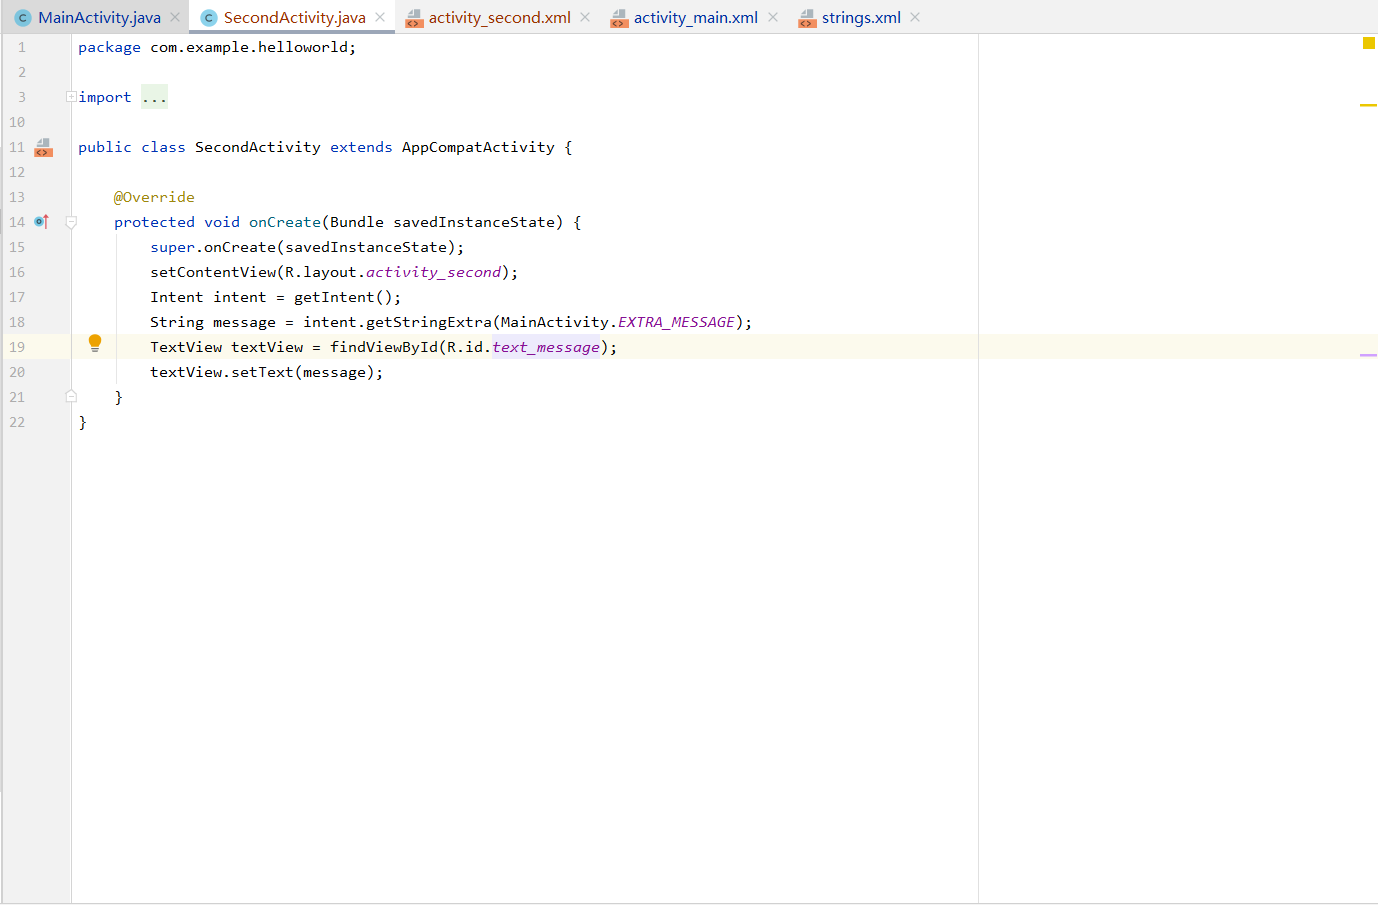 MainActivity.java SecondActivity.java activity_second.xml activity_main.xml strings.xml
1 package com.example.helloworld;
2
3 import ...
10
11 public class SecondActivity extends AppCompatActivity {
12
13 @Override
14 protected void onCreate(Bundle savedInstanceState) {
15 super.onCreate(savedInstanceState);
16 setContentView(R.layout.activity_second);
17 Intent intent = getIntent();
18 String message = intent.getStringExtra(MainActivity.EXTRA_MESSAGE);
19 TextView textView = findViewById(R.id.text_message);
20 textView.setText(message);
21 }
22 }